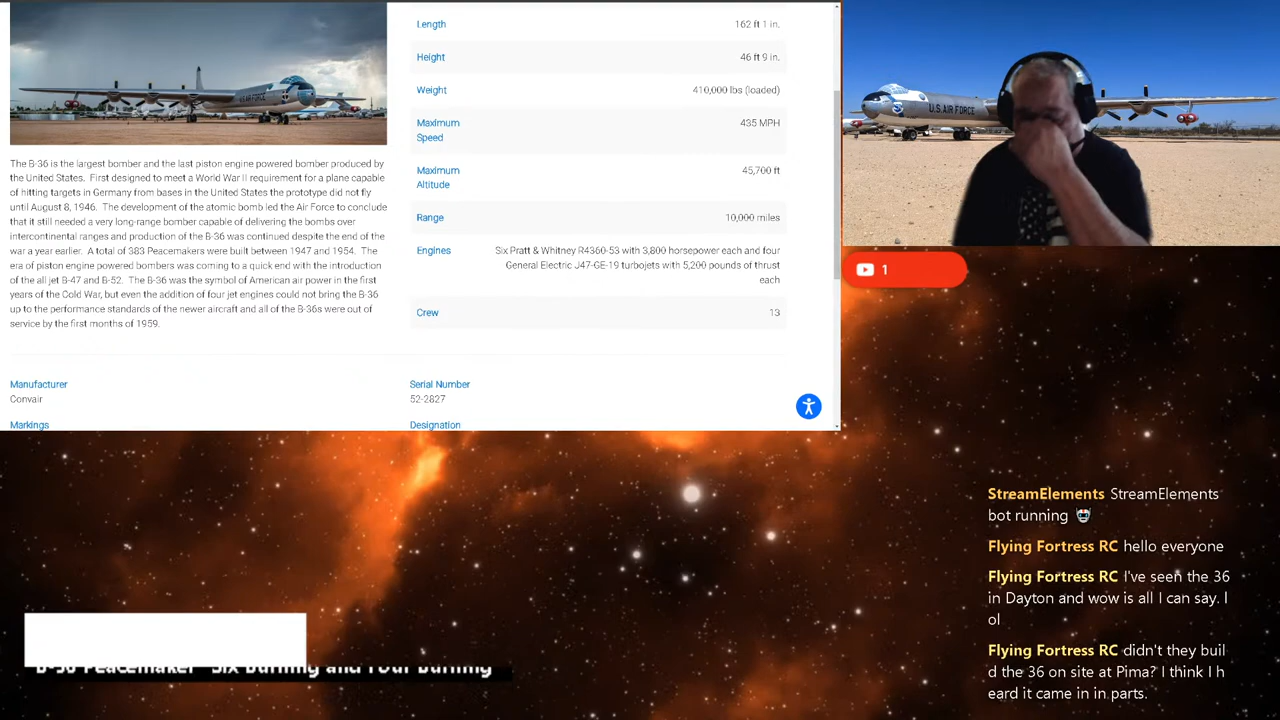 Length
162 ft 1 in.
Height
46 ft 9 in.
Weight
410,000 lbs (loaded)
Maximum
Speed
435 MPH
Maximum
Altitude
45,700 ft
Range
10,000 miles
Engines
Six Pratt & Whitney R4360-53 with 3,800 horsepower each and four
General Electric J47-GE-19 turbojets with 5,200 pounds of thrust
each
Crew
13
The B-36 is the largest bomber and the last piston engine powered bomber produced by
the United States. First designed to meet a World War II requirement for a plane capable
of hitting targets in Germany from bases in the United States the prototype did not fly
until August 8, 1946. The development of the atomic bomb led the Air Force to conclude
that it still needed a very long-range bomber capable of delivering the bombs over
intercontinental ranges and production of the B-36 was continued despite the end of the
war a year earlier. A total of 383 Peacemakers were built between 1947 and 1954. The
era of piston engine powered bombers was coming to a quick end with the introduction
of the all jet B-47 and B-52. The B-36 was the symbol of American air power in the first
years of the Cold War, but even the addition of four jet engines could not bring the B-36
up to the performance standards of the newer aircraft and all of the B-36s were out of
service by the first months of 1959.
Manufacturer
Convair
Serial Number
52-2827
Markings
Designation
U.S. AIR FORCE
U.S. AIR FORCE
1
StreamElements StreamElements
bot running
Flying Fortress RC hello everyone
Flying Fortress RC I've seen the 36
in Dayton and wow is all I can say. l
ol
Flying Fortress RC didn't they buil
d the 36 on site at Pima? I think I h
eard it came in in parts.
B-36 Peacemaker "Six Burning and Four Burning